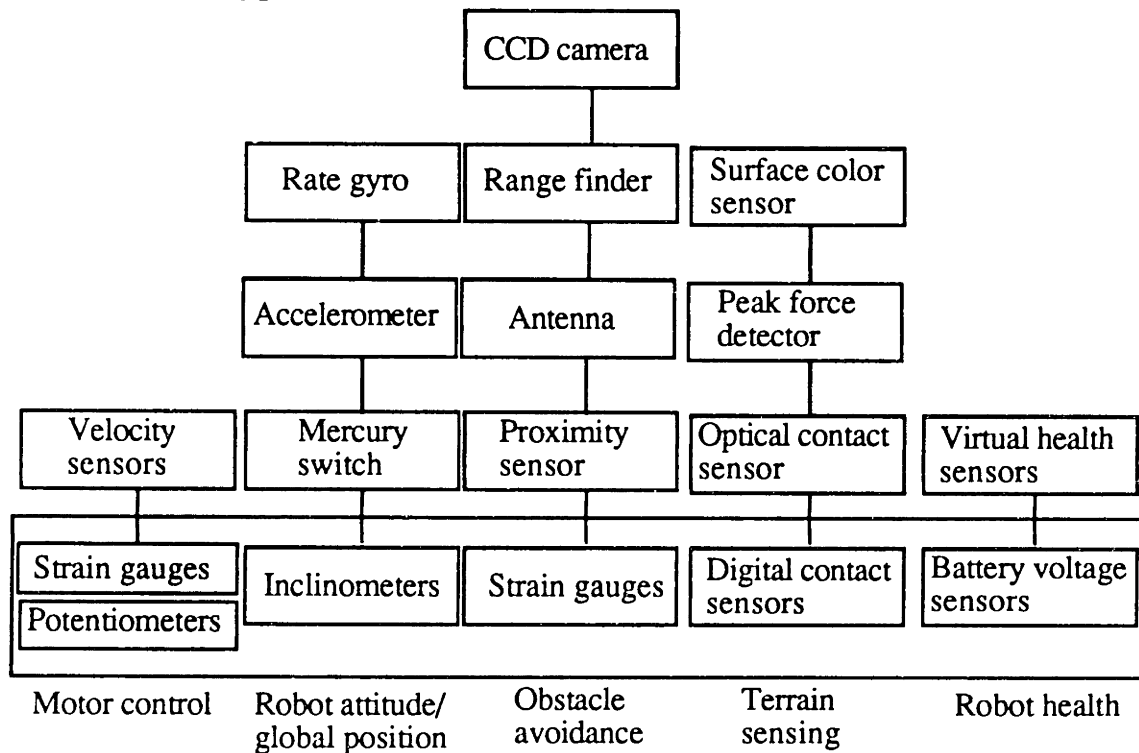 CCD camera
Rate gyro
Range finder
Surface color
sensor
Accelerometer
Antenna
Peak force
detector
Velocity
sensors
Mercury
switch
Proximity
sensor
Optical contact
sensor
Virtual health
sensors
Strain gauges
Potentiometers
Inclinometers
Strain gauges
Digital contact
sensors
Battery voltage
sensors
Motor control
Robot attitude/
global position
Obstacle
avoidance
Terrain
sensing
Robot health